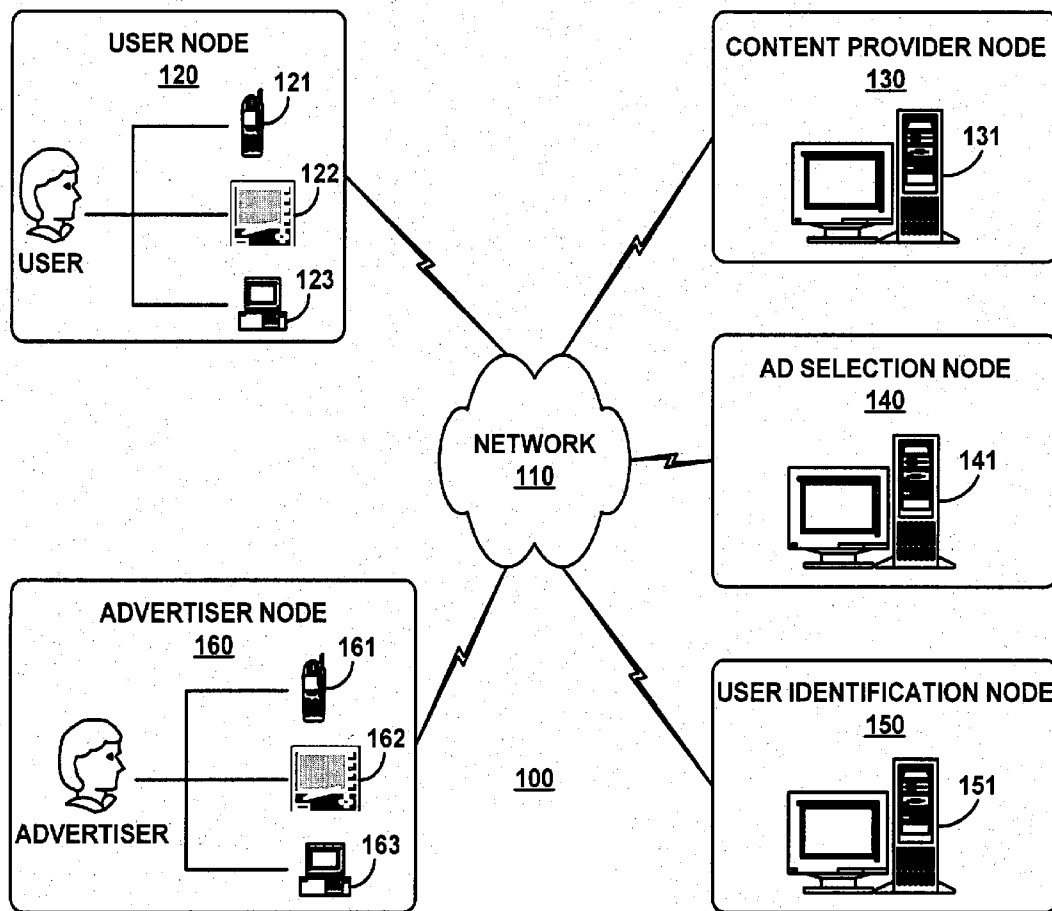 USER NODE
120
121
122
123
USER
CONTENT PROVIDER NODE
130
131
NETWORK
110
AD SELECTION NODE
140
141
ADVERTISER NODE
160
161
162
163
ADVERTISER
100
USER IDENTIFICATION NODE
150
151